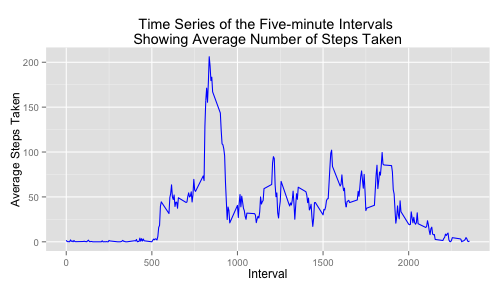 Time Series of the Five-minute Intervals
Showing Average Number of Steps Taken
Average Steps Taken
200
150
100
50
0
0
500
1000
1500
2000
Interval